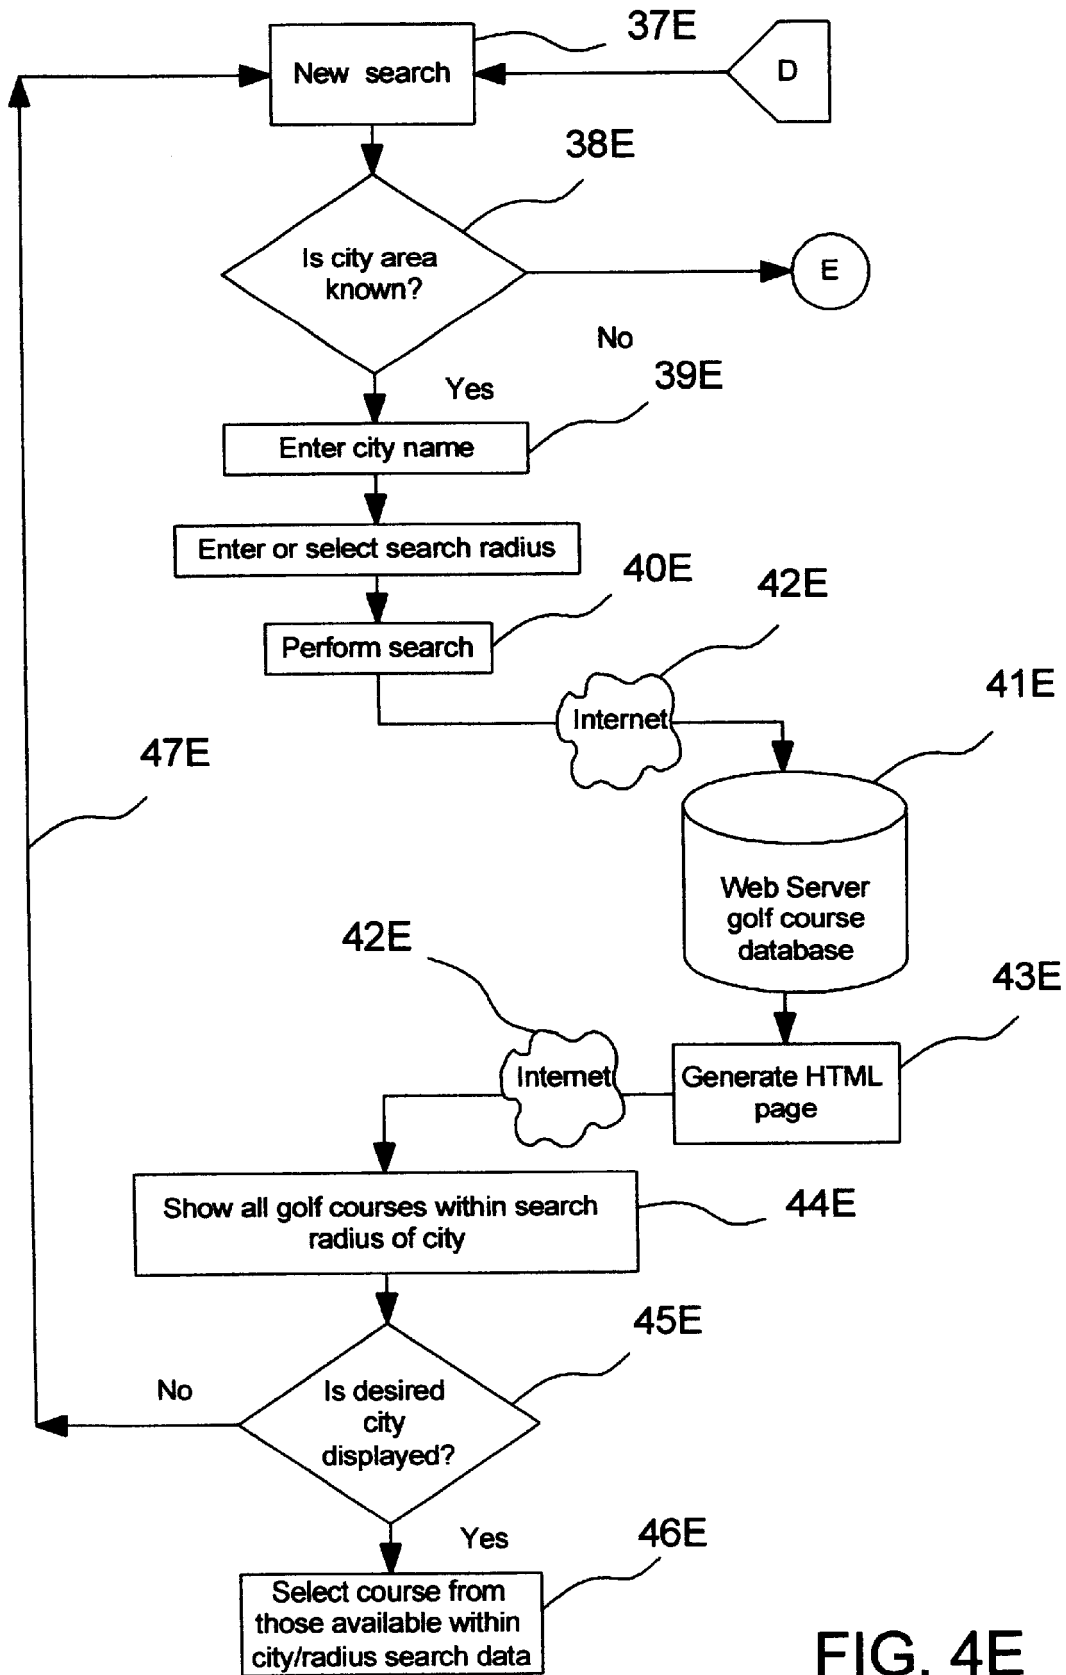 37E
New search
D
38E
Is city area
known?
E
No
Yes
39E
Enter city name
Enter or select search radius
40E
42E
Perform search
Internet
41E
47E
Web Server
golf course
database
42E
43E
Internet
Generate HTML
page
Show all golf courses within search
radius of city
44E
45E
No
Is desired
city
displayed?
Yes
46E
Select course from
those available within
city/radius search data
FIG. 4E